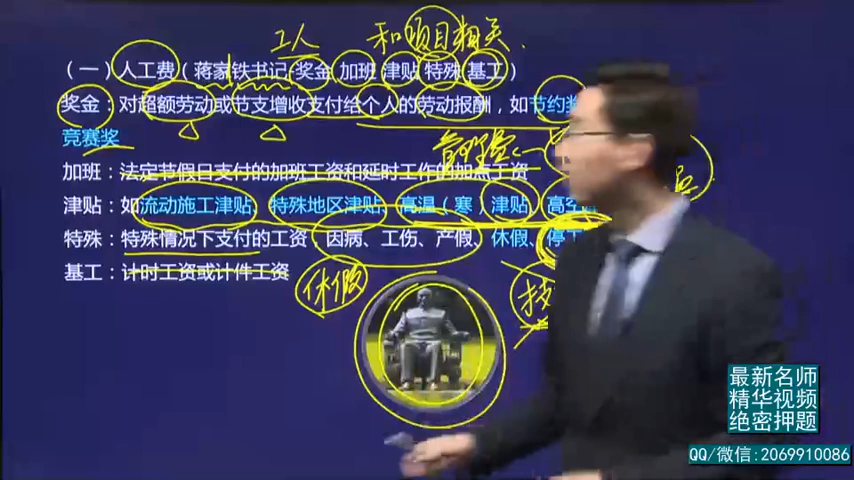 工人 和项目相关.
（一）人工费（蒋家铁书记-奖金 加班 津贴 特殊 基工）
奖金：对超额劳动或节支增收支付给个人的劳动报酬，如节约奖
竞赛奖
管理层
加班：法定节假日支付的加班工资和延时工作的加点工资
津贴：如流动施工津贴、特殊地区津贴、高温（寒）津贴、高空
特殊：特殊情况下支付的工资，因病、工伤、产假、休假、停工
基工：计时工资或计件工资
休假
最新名师
精华视频
绝密押题
QQ/微信:2069910086